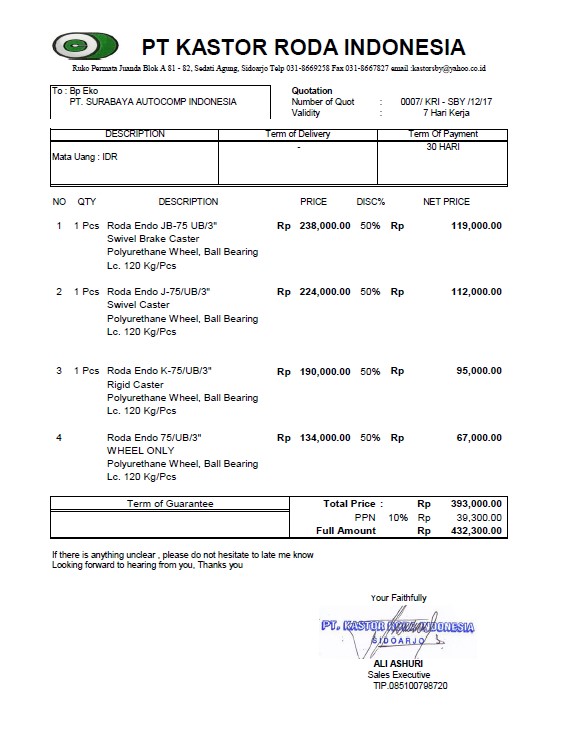 PT KASTOR RODA INDONESIA
Ruko Permata Juanda Blok A 81 - 82, Sedati Agung, Sidoarjo Telp 031-8669258 Fax 031-8667827 email :kastorsby@yahoo.co.id
To : Bp Eko
PT. SURABAYA AUTOCOMP INDONESIA
Quotation
Number of Quot : 0007/ KRI - SBY /12/17
Validity : 7 Hari Kerja
DESCRIPTION Term of Delivery Term Of Payment
- 30 HARI
Mata Uang : IDR
NO QTY DESCRIPTION PRICE DISC% NET PRICE
1 1 Pcs Roda Endo JB-75 UB/3" Rp 238,000.00 50% Rp 119,000.00
Swivel Brake Caster
Polyurethane Wheel, Ball Bearing
Lc. 120 Kg/Pcs
2 1 Pcs Roda Endo J-75/UB/3" Rp 224,000.00 50% Rp 112,000.00
Swivel Caster
Polyurethane Wheel, Ball Bearing
Lc. 120 Kg/Pcs
3 1 Pcs Roda Endo K-75/UB/3" Rp 190,000.00 50% Rp 95,000.00
Rigid Caster
Polyurethane Wheel, Ball Bearing
Lc. 120 Kg/Pcs
4 Roda Endo 75/UB/3" Rp 134,000.00 50% Rp 67,000.00
WHEEL ONLY
Polyurethane Wheel, Ball Bearing
Lc. 120 Kg/Pcs
Term of Guarantee
Total Price : Rp 393,000.00
PPN 10% Rp 39,300.00
Full Amount Rp 432,300.00
If there is anything unclear , please do not hesitate to late me know
Looking forward to hearing from you, Thank you
Your Faithfully
PT. KASTOR RODA INDONESIA
SIDOARJO
ALI ASHURI
Sales Executive
TIP.085100798720